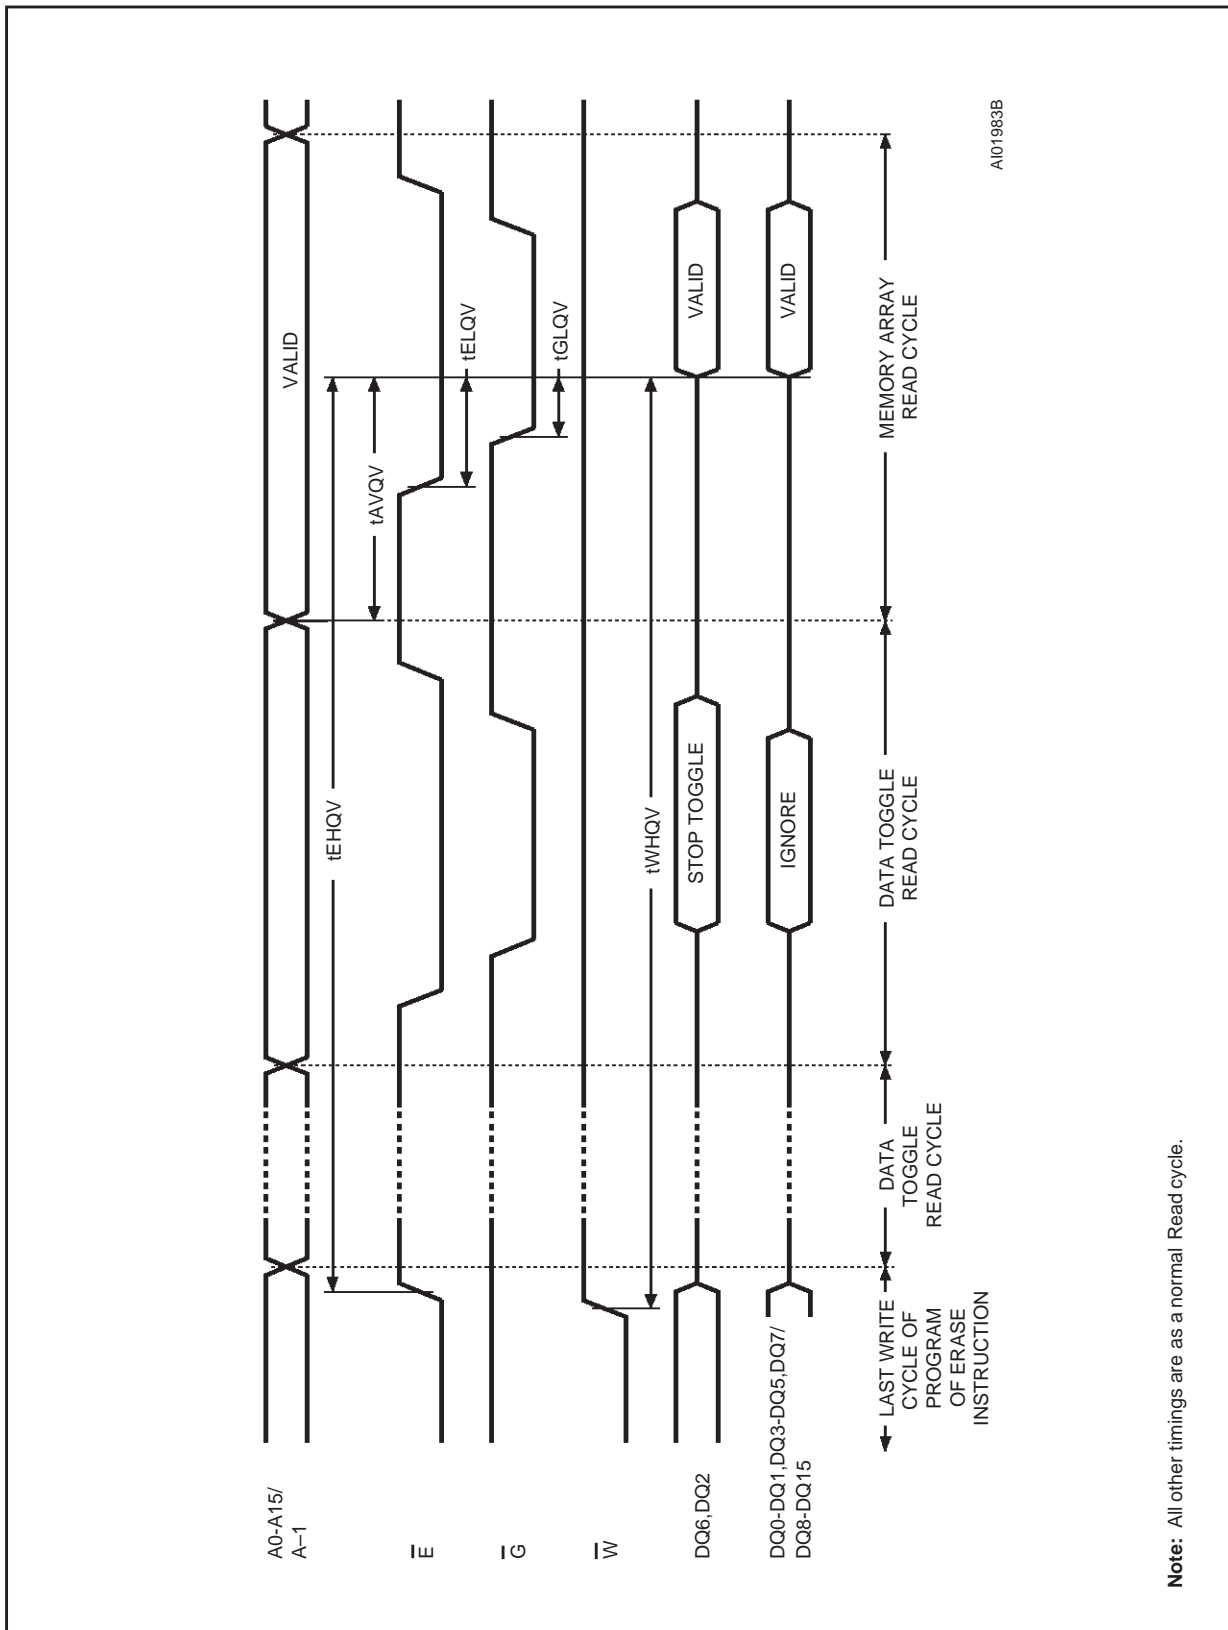 A0-A15/
A–1
VALID
tEHQV
tAVQV
E
tELQV
G
tGLQV
W
tWHQV
DQ6,DQ2
STOP TOGGLE
VALID
DQ0-DQ1,DQ3-DQ5,DQ7/
DQ8-DQ15
IGNORE
VALID
LAST WRITE
CYCLE OF
PROGRAM
OF ERASE
INSTRUCTION
DATA
TOGGLE
READ CYCLE
DATA TOGGLE
READ CYCLE
MEMORY ARRAY
READ CYCLE
AI01983B
Note: All other timings are as a normal Read cycle.